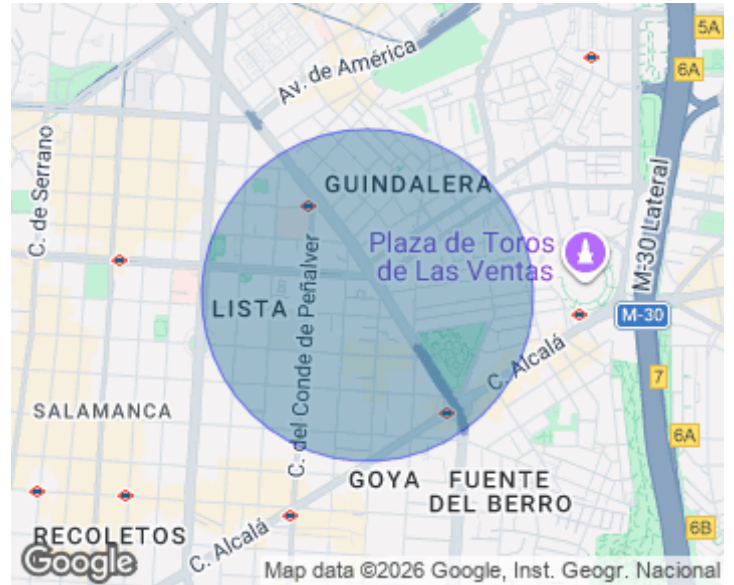 5A
6A
Av. de América
C. de Serrano
GUINDALERA
M-30 Lateral
Plaza de Toros
de Las Ventas
C. del Conde de Peñalver
LISTA
M-30
C. Alcalá
7
SALAMANCA
6A
GOYA
FUENTE
DEL BERRO
RECOLETOS
C. Alcalá
6B
Google
Map data ©2026 Google, Inst. Geogr. Nacional